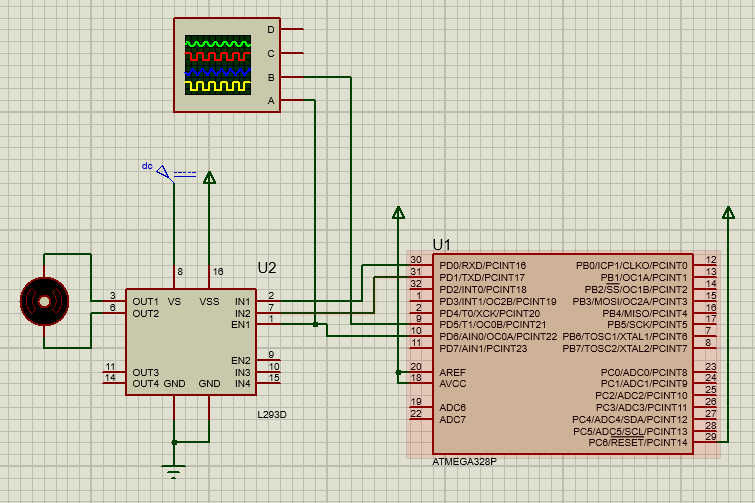 D
C
B
A
dc
8
16
U2
3
OUT1
VS
VSS
IN1
2
6
OUT2
IN2
7
EN1
1
EN2
9
11
OUT3
IN3
10
14
OUT4
GND
GND
IN4
15
L293D
U1
30
PD0/RXD/PCINT16
PB0/ICP1/CLKO/PCINT0
12
31
PD1/TXD/PCINT17
PB1/OC1A/PCINT1
13
32
PD2/INT0/PCINT18
PB2/SS/OC1B/PCINT2
14
1
PD3/INT1/OC2B/PCINT19
PB3/MOSI/OC2A/PCINT3
15
2
PD4/T0/XCK/PCINT20
PB4/MISO/PCINT4
16
9
PD5/T1/OC0B/PCINT21
PB5/SCK/PCINT5
17
10
PD6/AIN0/OC0A/PCINT22
PB6/TOSC1/XTAL1/PCINT6
7
11
PD7/AIN1/PCINT23
PB7/TOSC2/XTAL2/PCINT7
8
20
AREF
PC0/ADC0/PCINT8
23
18
AVCC
PC1/ADC1/PCINT9
24
PC2/ADC2/PCINT10
25
19
ADC6
PC3/ADC3/PCINT11
26
22
ADC7
PC4/ADC4/SDA/PCINT12
27
PC5/ADC5/SCL/PCINT13
28
PC6/RESET/PCINT14
29
ATMEGA328P